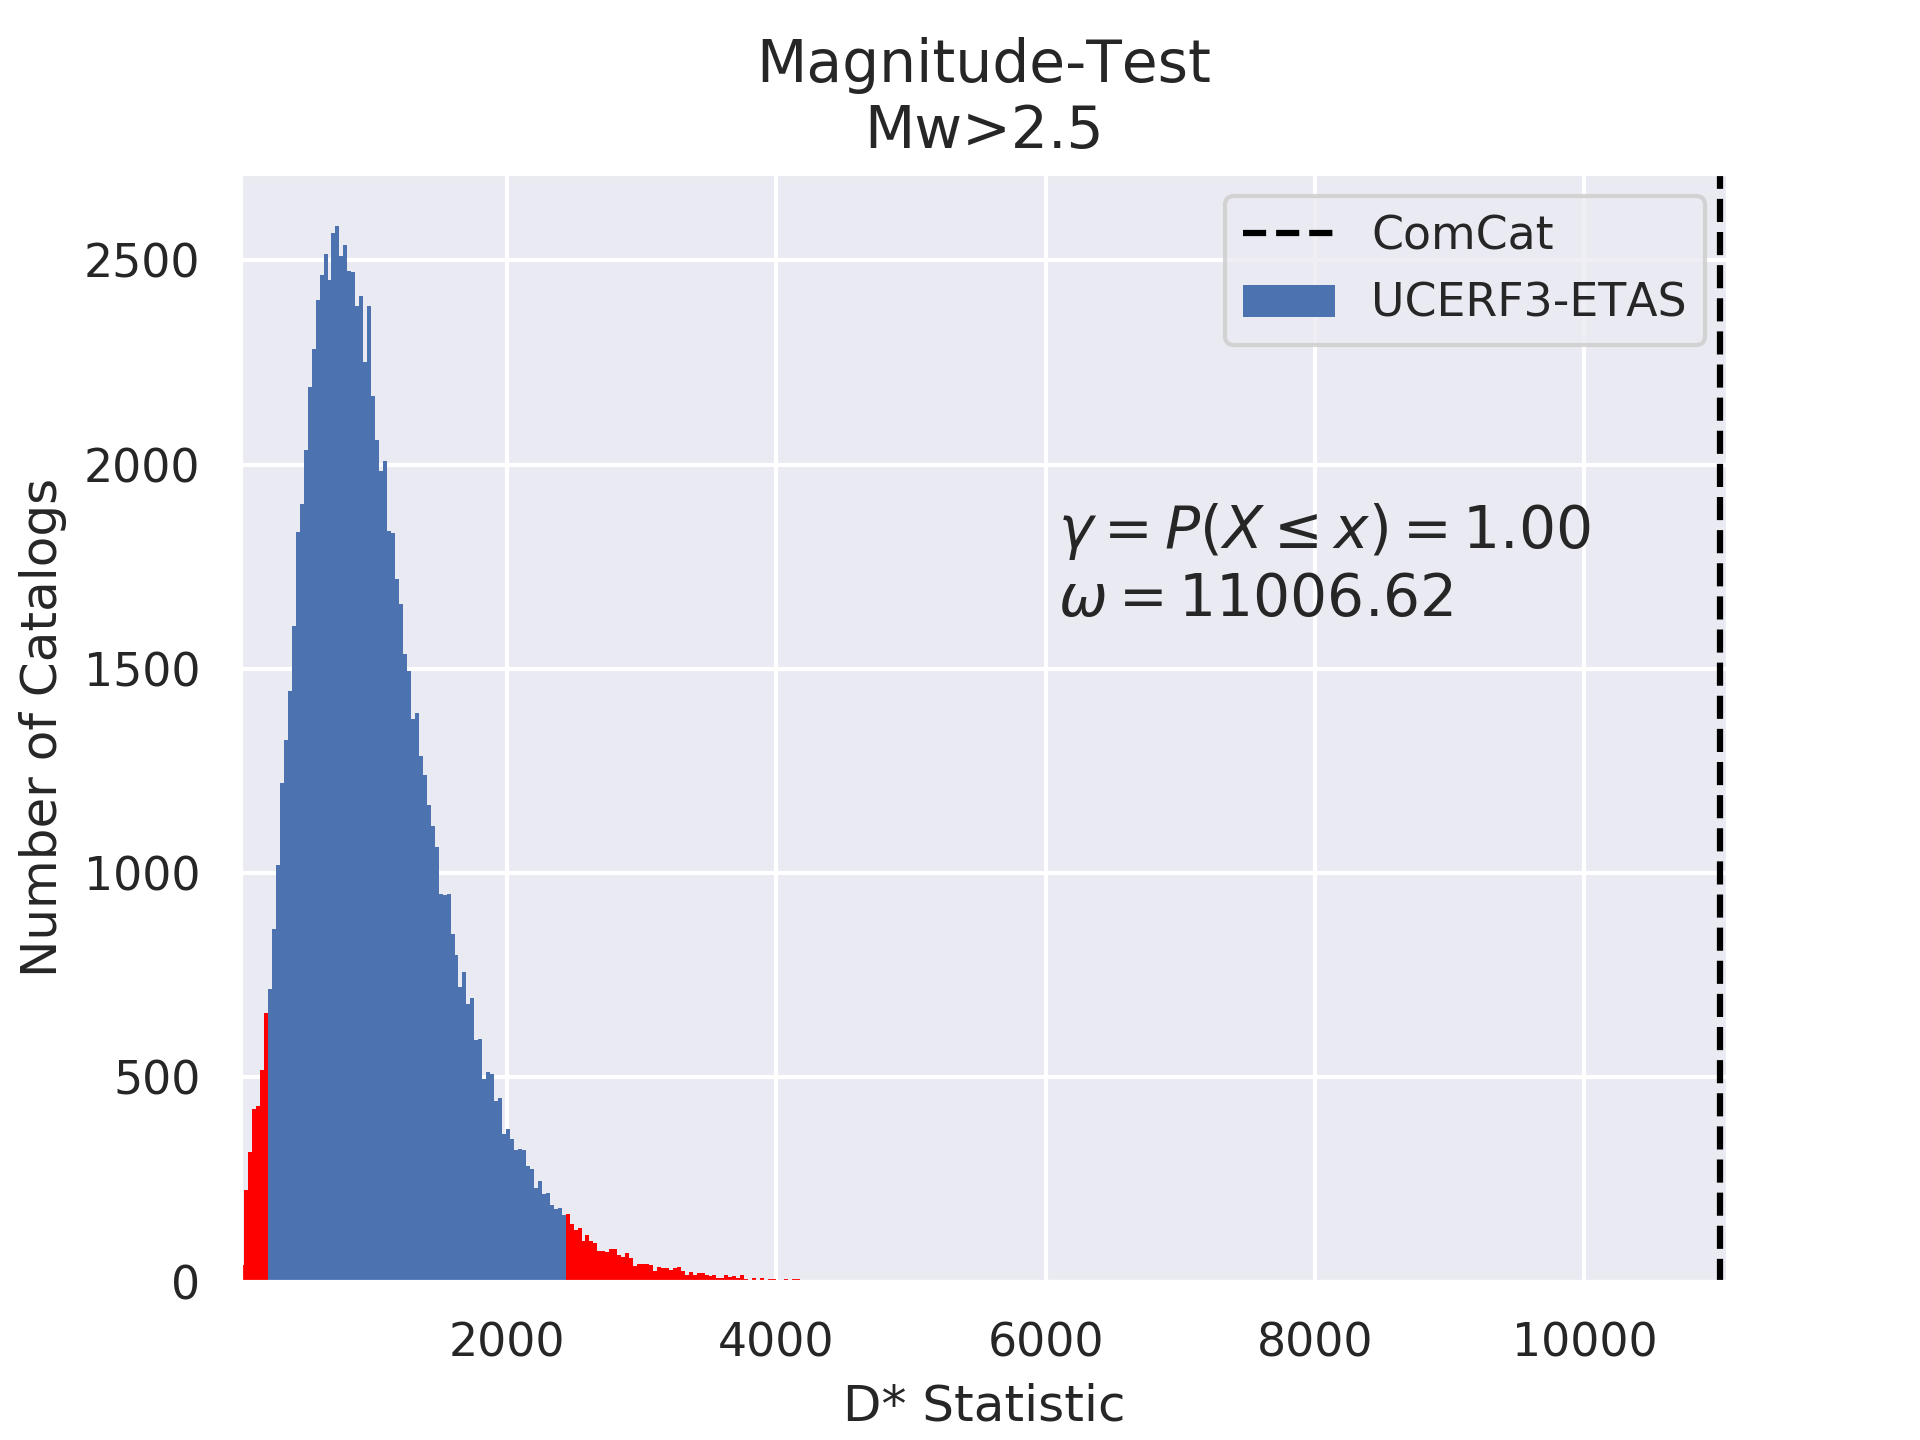 Magnitude-Test
Mw>2.5
ComCat
UCERF3-ETAS
γ = P(X ≤ x) = 1.00
ω = 11006.62
Number of Catalogs
2500
2000
1500
1000
500
0
2000 4000 6000 8000 10000
D* Statistic